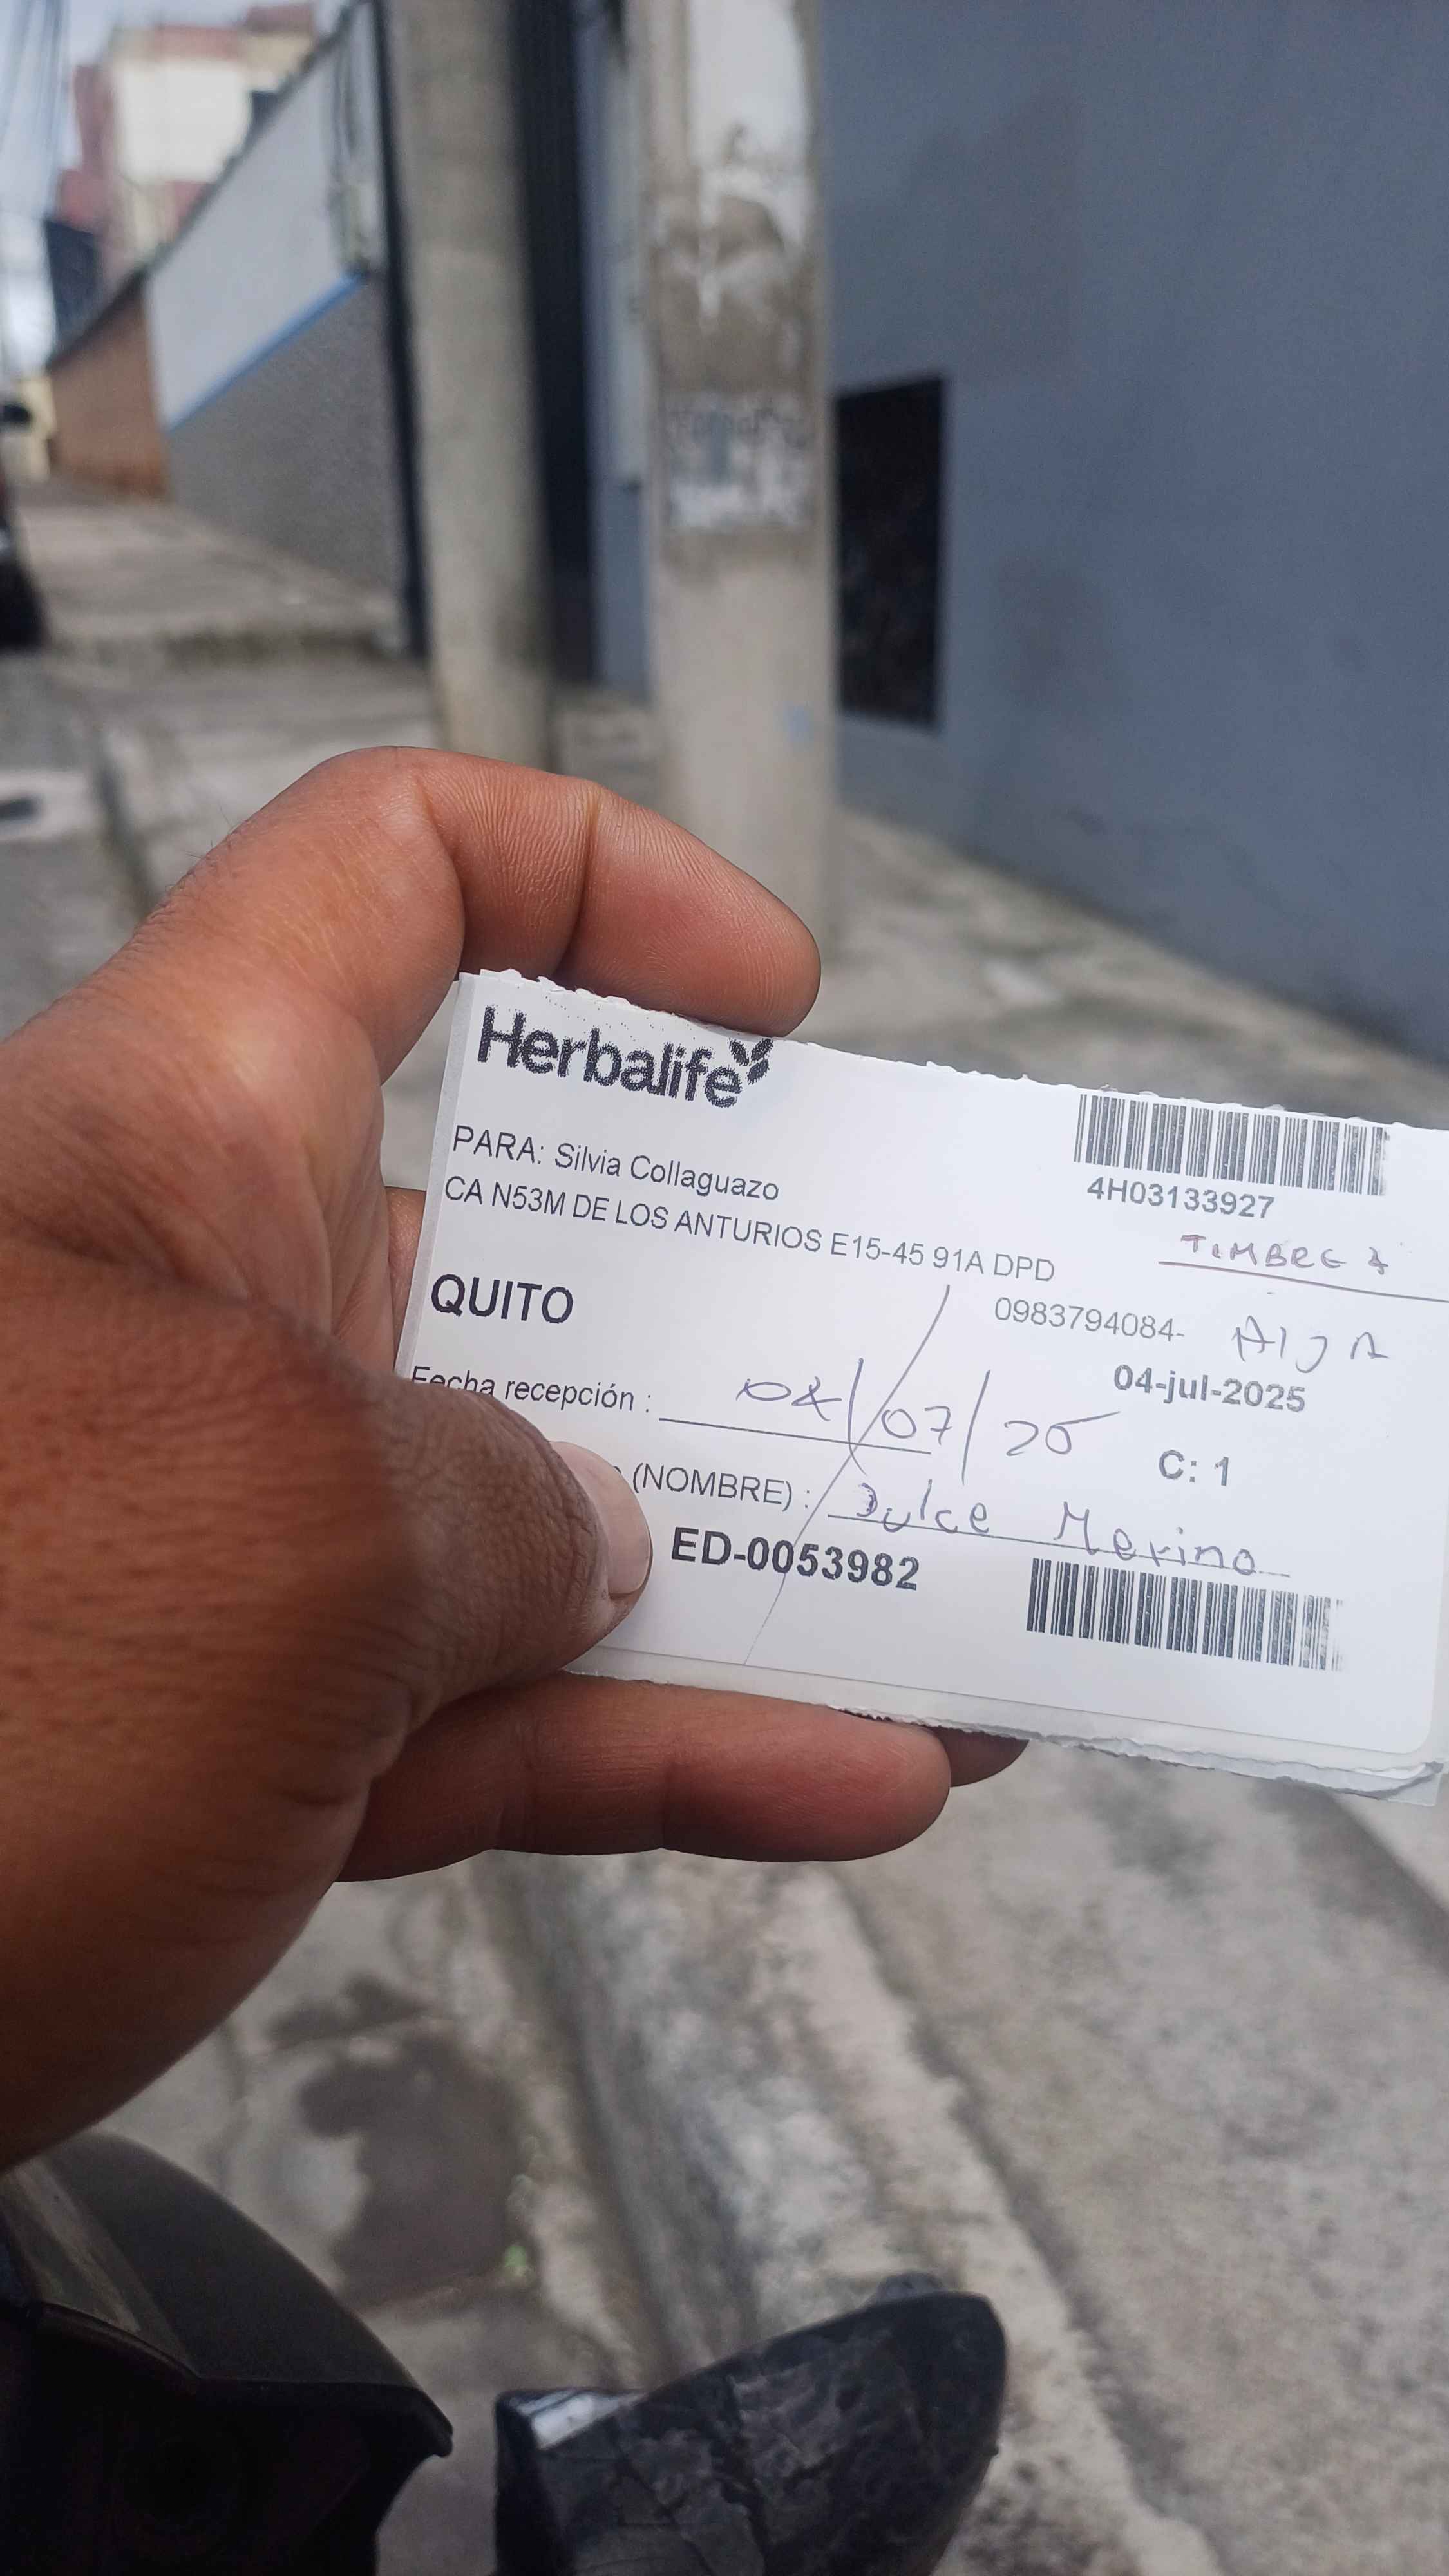 Herbalife
PARA: Silvia Collaguazo
4H03133927
CA N53M DE LOS ANTURIOS E15-45 91A DPD
TIMBRE
QUITO
0983794084-
04-jul-2025
Fecha recepción : 04/07/25
C: 1
(NOMBRE) : Dulce Merino
ED-0053982